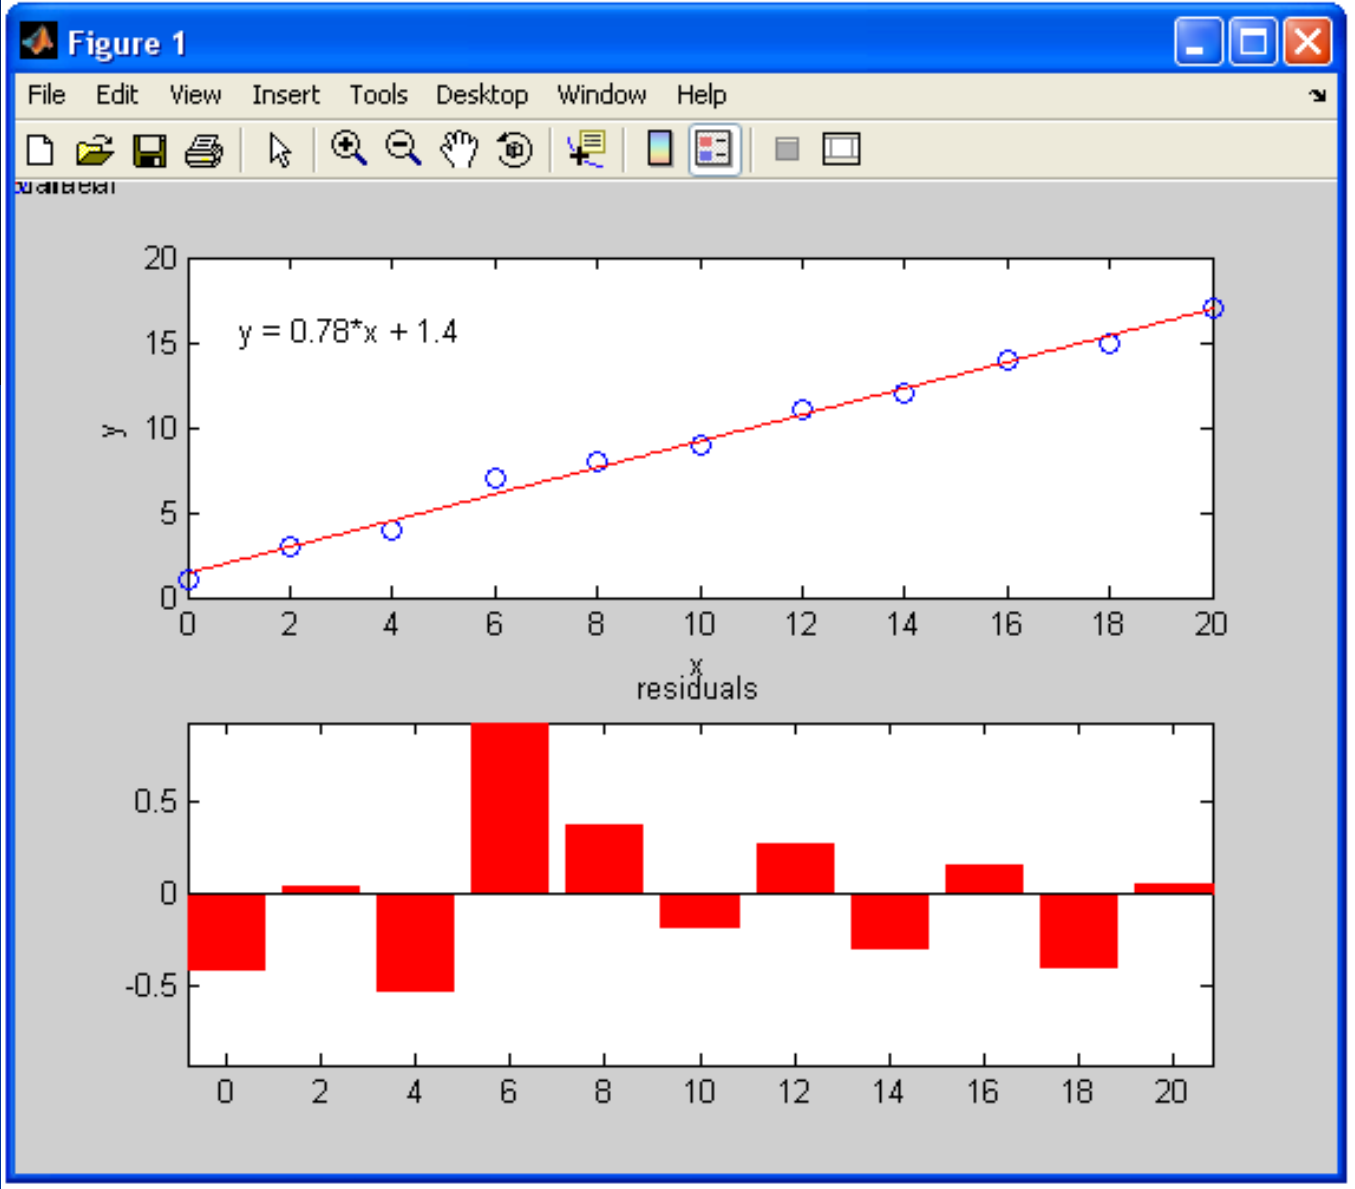 Figure 1
File Edit View Insert Tools Desktop Window Help
20
y = 0.78*x + 1.4
15
y
10
5
0
0 2 4 6 8 10 12 14 16 18 20
x
residuals
0.5
0
-0.5
0 2 4 6 8 10 12 14 16 18 20